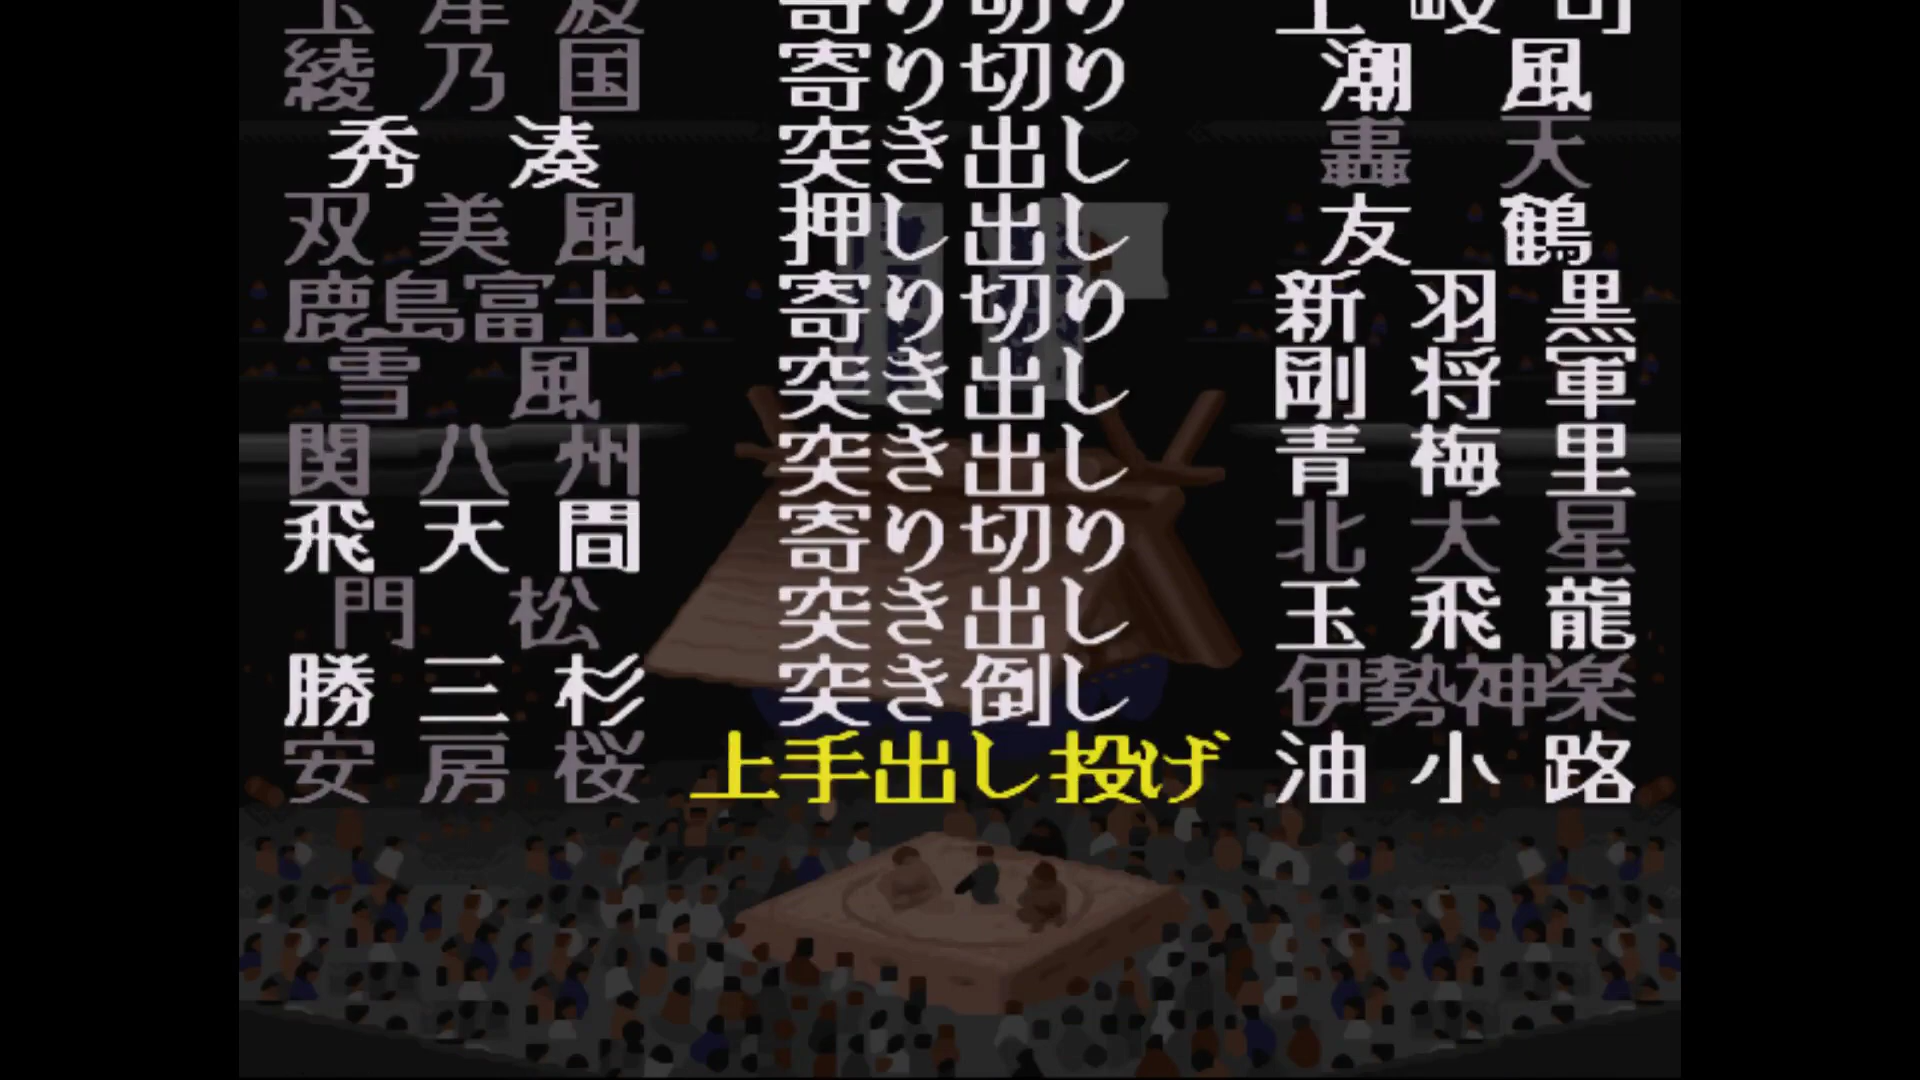 寄り切り
綾乃国 寄り切り 潮風
秀湊 突き出し 轟天
双美風 押し出し 友鶴
鹿島富士 寄り切り 新羽黒
雪風 突き出し 剛将軍
関八州 突き出し 青梅里
飛天間 寄り切り 北大星
門松 突き出し 玉飛龍
勝三杉 突き倒し 伊勢神楽
安房桜 上手出し投げ 油小路